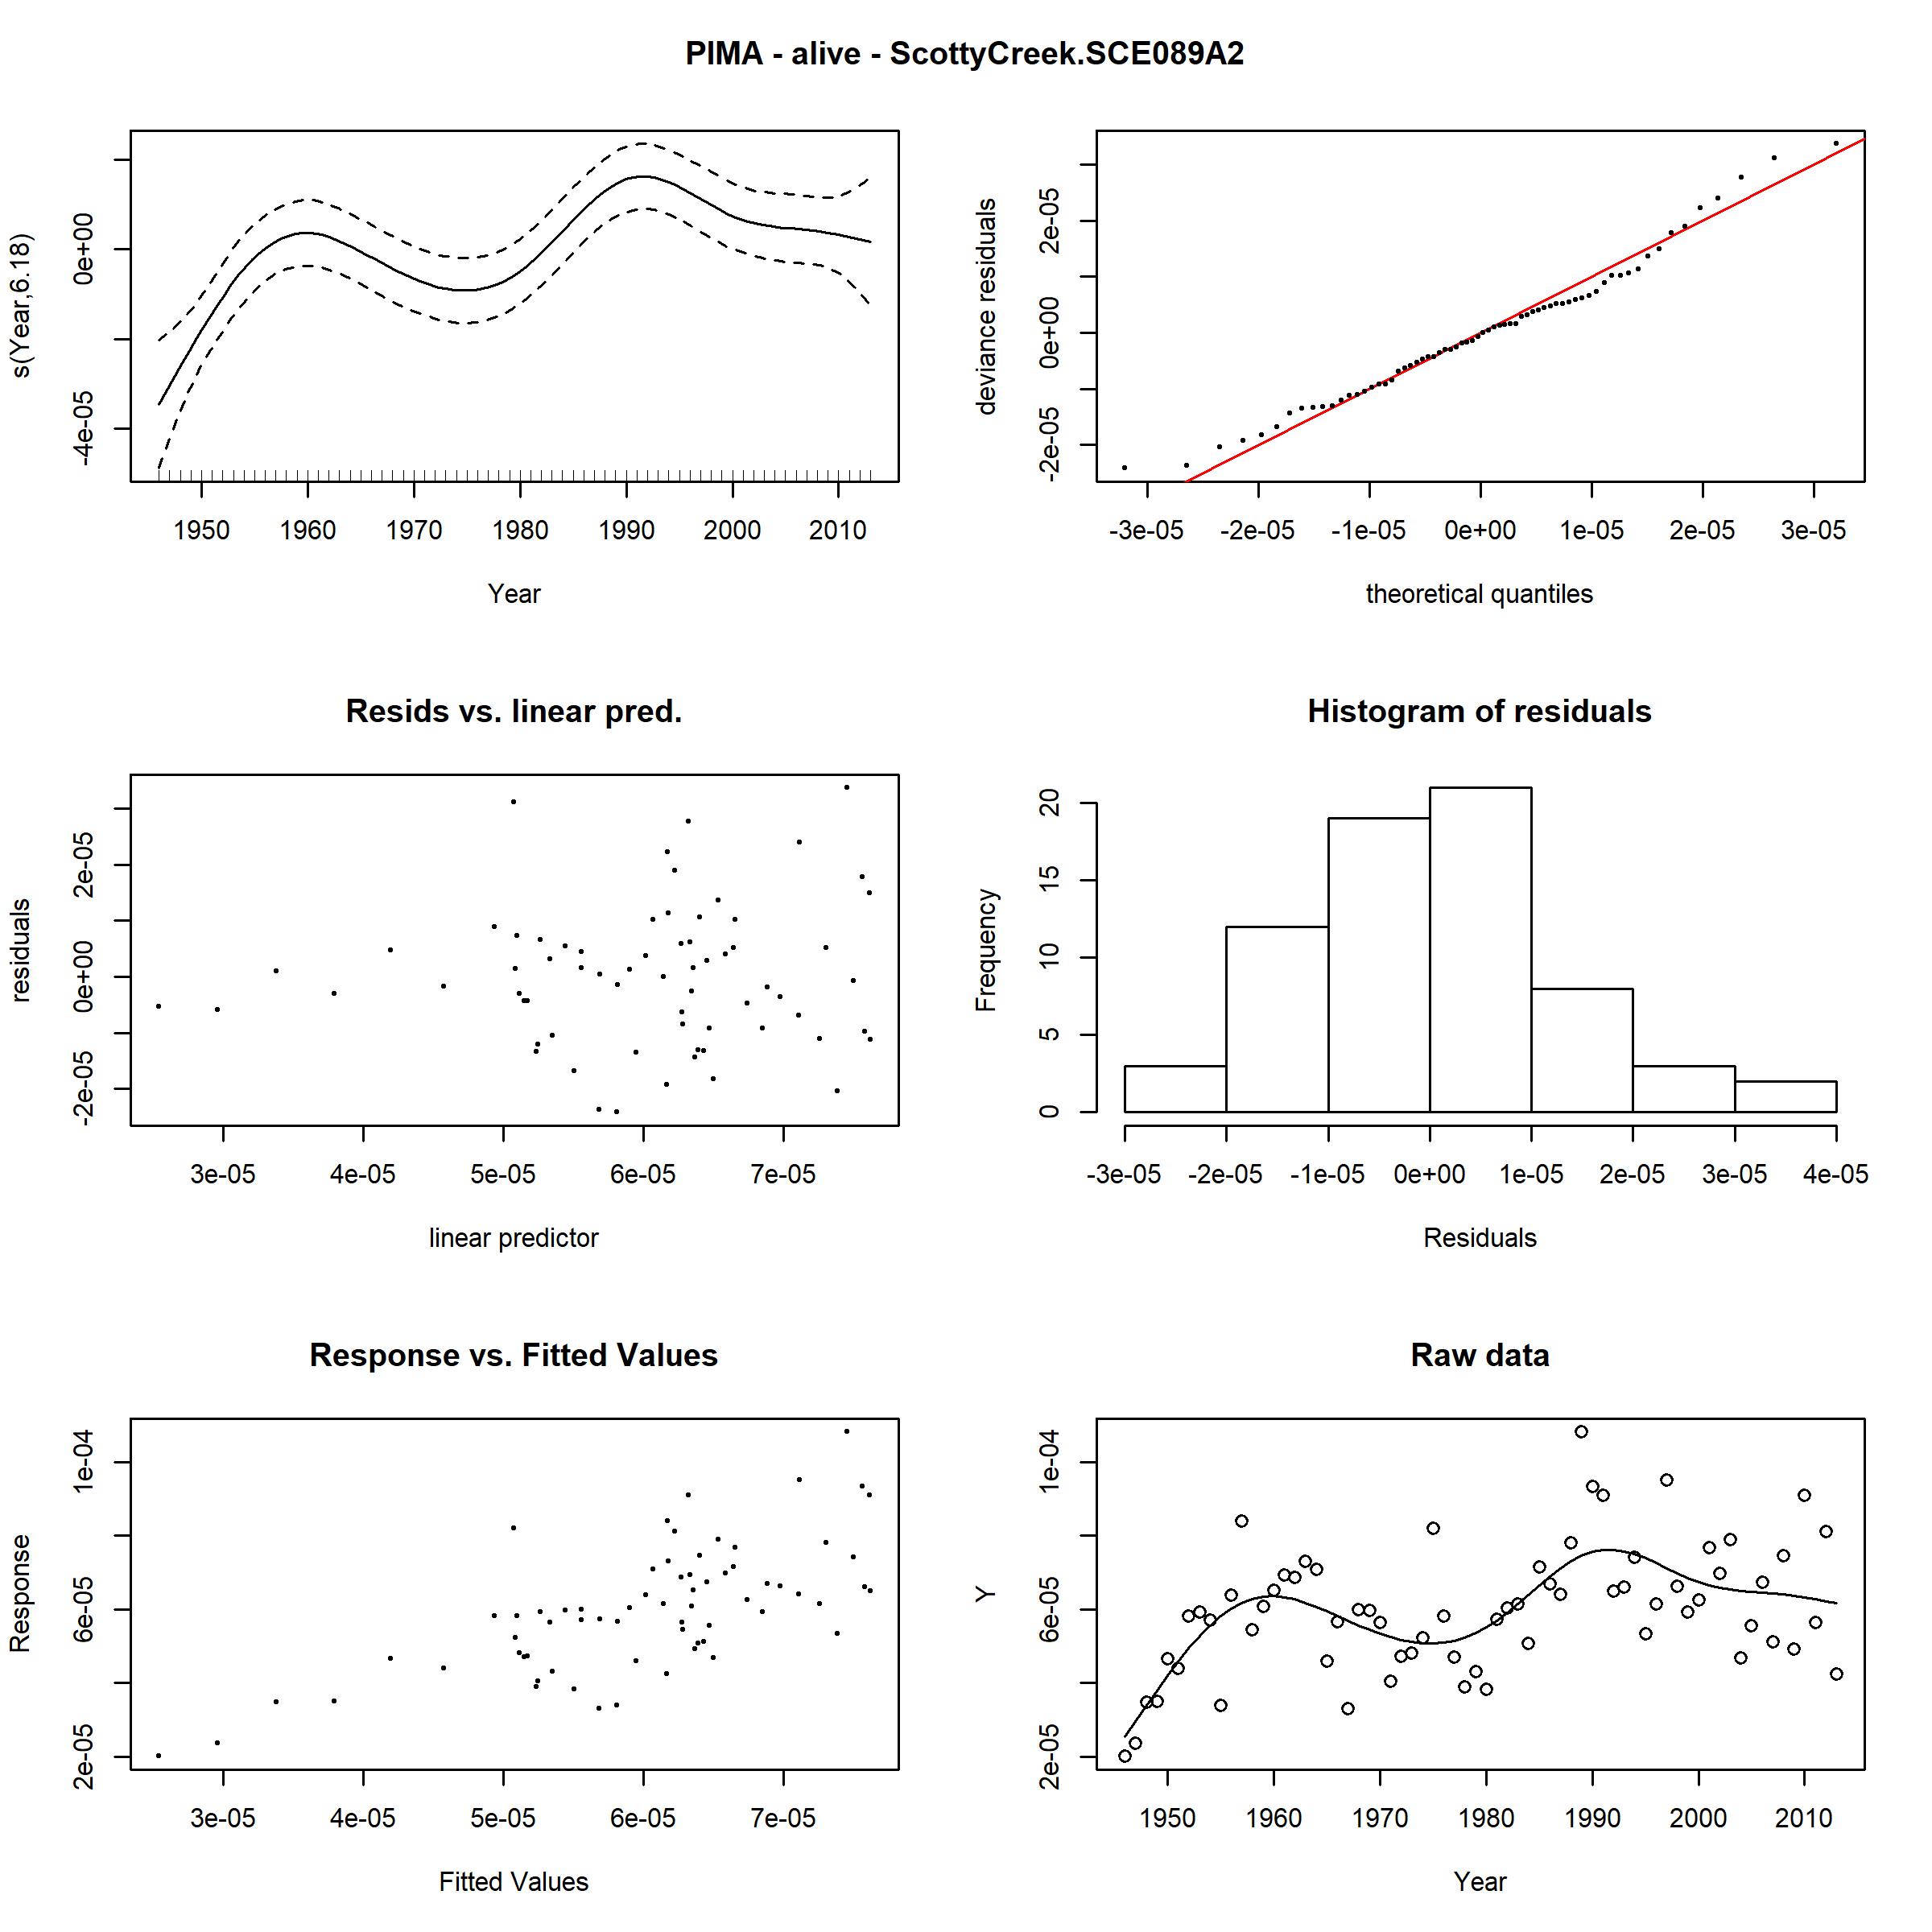 PIMA - alive - ScottyCreek.SCE089A2
s(Year,6.18)
-4e-05 0e+00
1950 1960 1970 1980 1990 2000 2010
Year
deviance residuals
-2e-05 0e+00 2e-05
-3e-05 -2e-05 -1e-05 0e+00 1e-05 2e-05 3e-05
theoretical quantiles
Resids vs. linear pred.
residuals
-2e-05 0e+00 2e-05
3e-05 4e-05 5e-05 6e-05 7e-05
linear predictor
Histogram of residuals
Frequency
0 5 10 15 20
-3e-05 -2e-05 -1e-05 0e+00 1e-05 2e-05 3e-05 4e-05
Residuals
Response vs. Fitted Values
Response
2e-05 6e-05 1e-04
3e-05 4e-05 5e-05 6e-05 7e-05
Fitted Values
Raw data
Y
2e-05 6e-05 1e-04
1950 1960 1970 1980 1990 2000 2010
Year